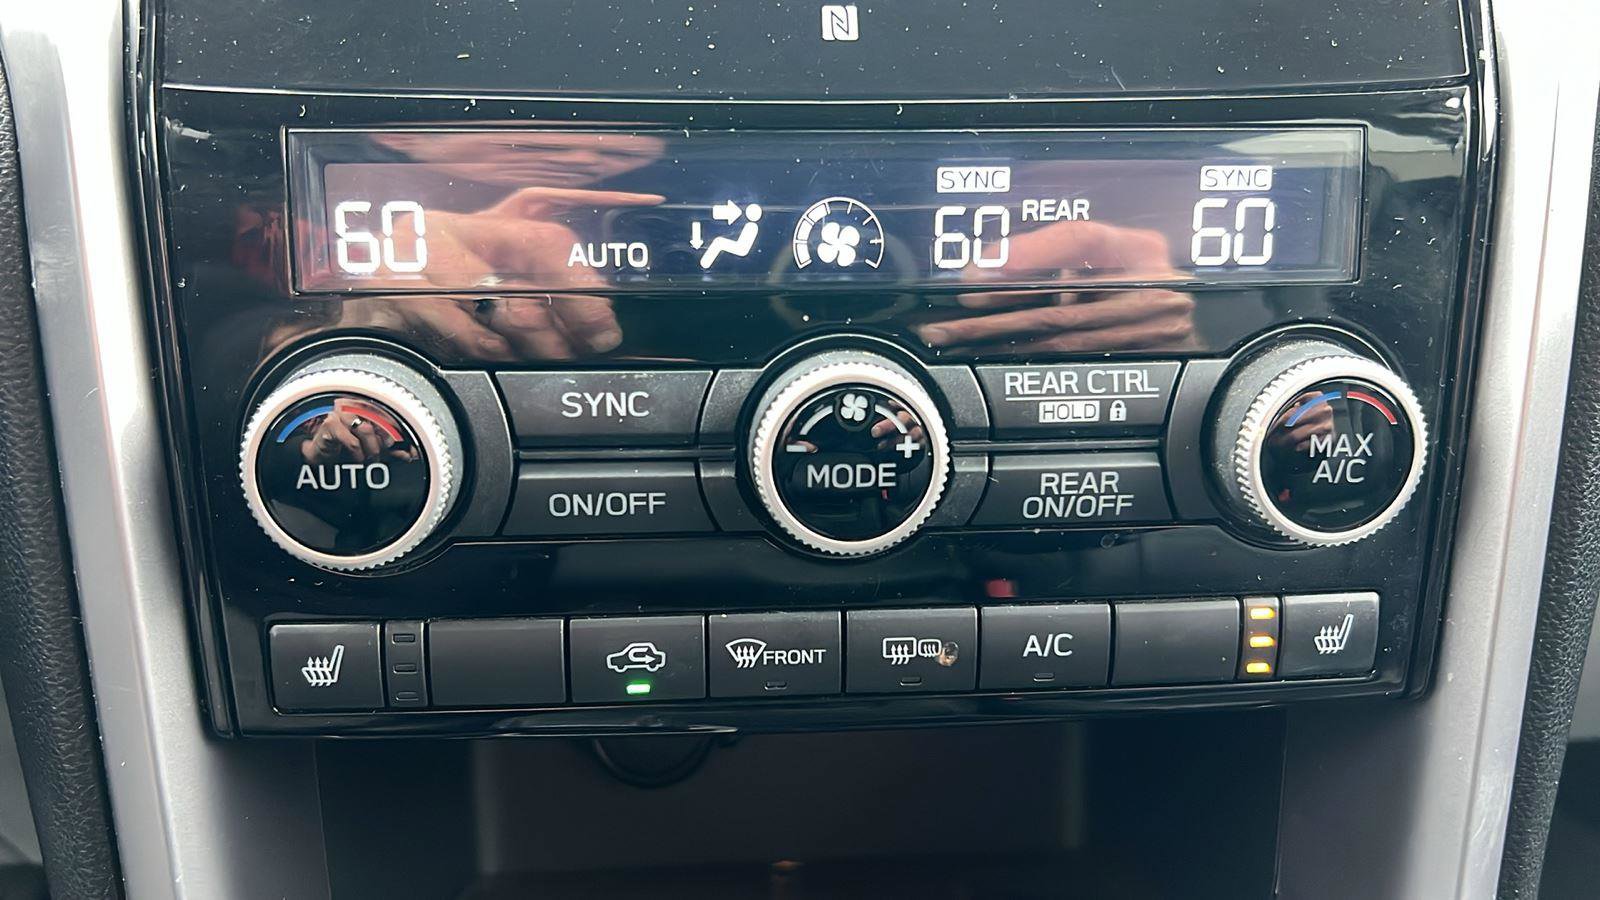 SYNC
SYNC
60
AUTO
60
REAR
60
AUTO
SYNC
ON/OFF
MODE
REAR CTRL
HOLD
REAR
ON/OFF
MAX
A/C
FRONT
A/C